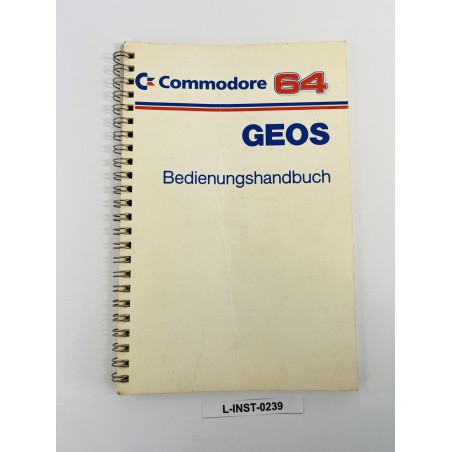 Commodore 64
GEOS
Bedienungshandbuch
L-INST-0239